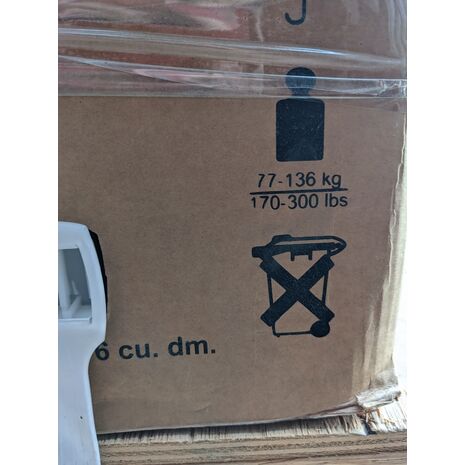 J
77-136 kg
170-300 lbs
6 cu. dm.